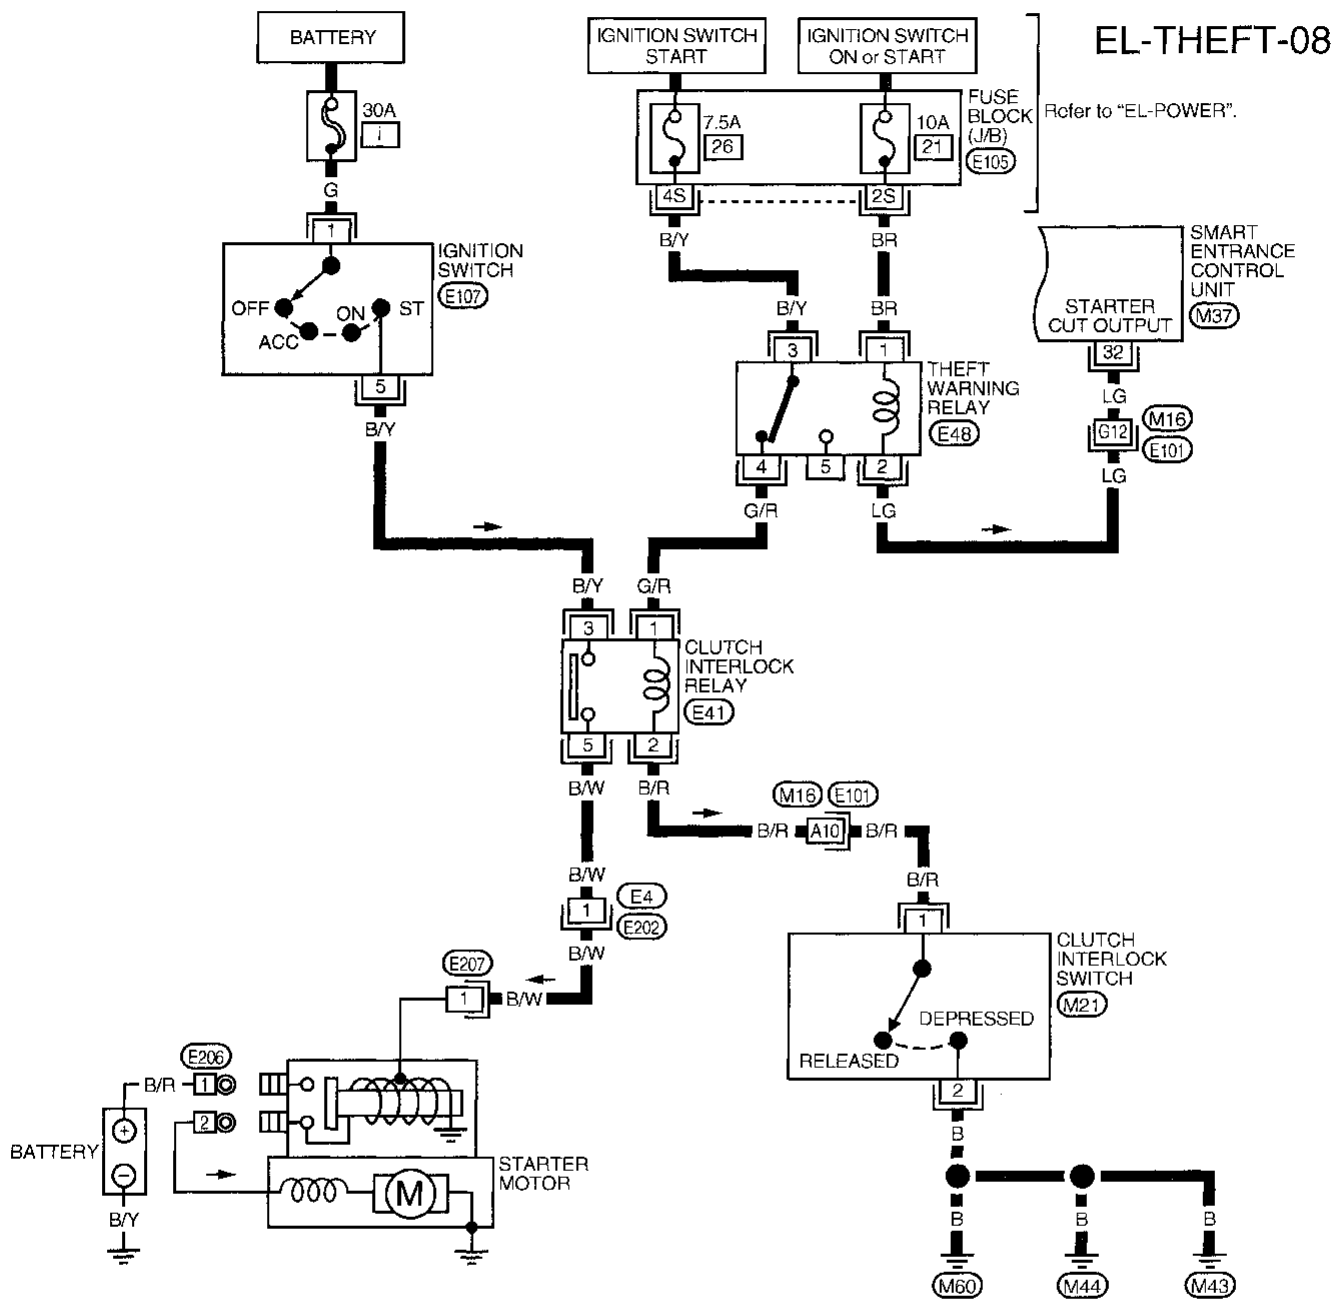 EL-THEFT-08
BATTERY
IGNITION SWITCH
START
IGNITION SWITCH
ON or START
30A
7.5A
26
10A
21
FUSE
BLOCK
(J/B)
E105
Refer to "EL-POWER".
G
4S
2S
1
B/Y
BR
IGNITION
SWITCH
E107
OFF
ACC
ON
ST
5
B/Y
SMART
ENTRANCE
CONTROL
UNIT
M37
STARTER
CUT OUTPUT
32
LG
G12
M16
E101
LG
B/Y
BR
3
1
THEFT
WARNING
RELAY
E48
4
5
2
G/R
LG
B/Y
G/R
3
1
CLUTCH
INTERLOCK
RELAY
E41
5
2
B/W
B/R
M16
E101
B/R
A10
B/R
B/R
B/W
1
E4
E202
B/W
1
CLUTCH
INTERLOCK
SWITCH
M21
DEPRESSED
RELEASED
2
E207
1
B/W
E206
B/R
1
2
BATTERY
+
−
B/Y
STARTER
MOTOR
M
B
B
B
B
M60
M44
M43